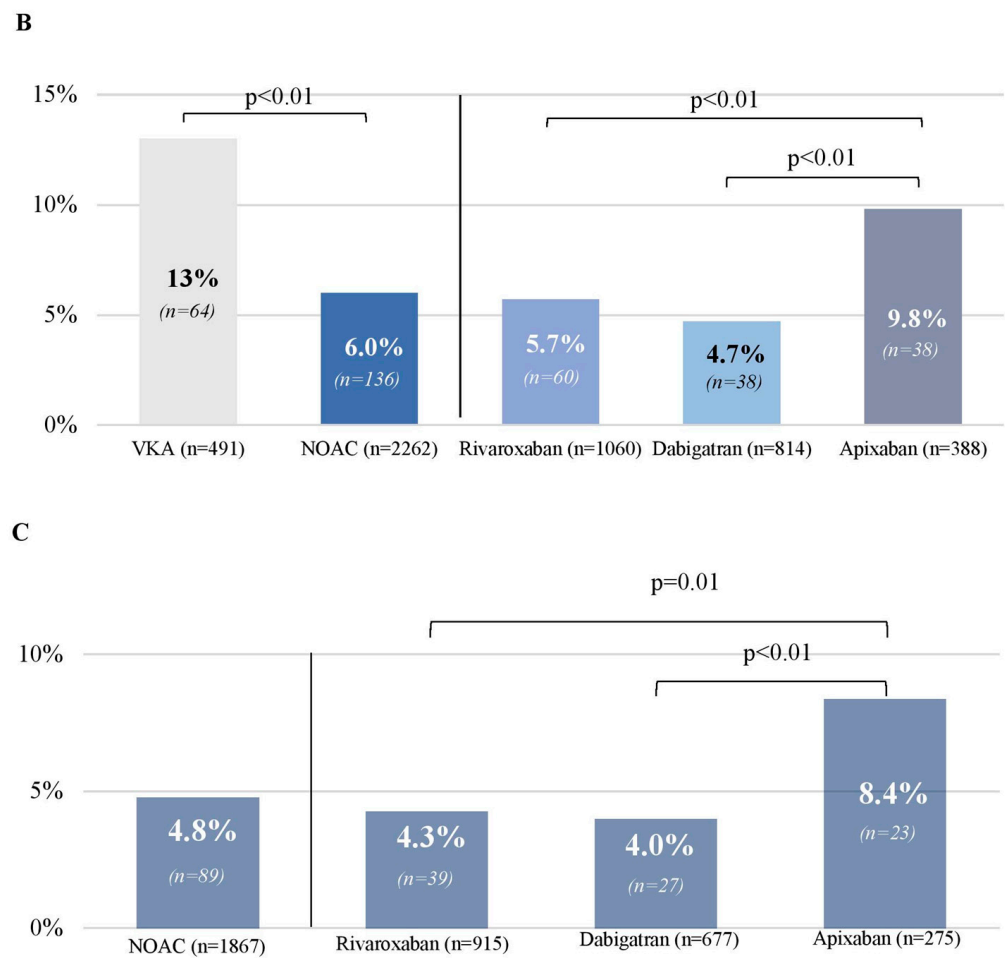 B
15%
p<0.01
p<0.01
p<0.01
10%
13%
(n=64)
9.8%
(n=38)
5%
6.0%
(n=136)
5.7%
(n=60)
4.7%
(n=38)
0%
VKA (n=491)
NOAC (n=2262)
Rivaroxaban (n=1060)
Dabigatran (n=814)
Apixaban (n=388)
C
p=0.01
10%
p<0.01
5%
8.4%
(n=23)
4.8%
(n=89)
4.3%
(n=39)
4.0%
(n=27)
0%
NOAC (n=1867)
Rivaroxaban (n=915)
Dabigatran (n=677)
Apixaban (n=275)